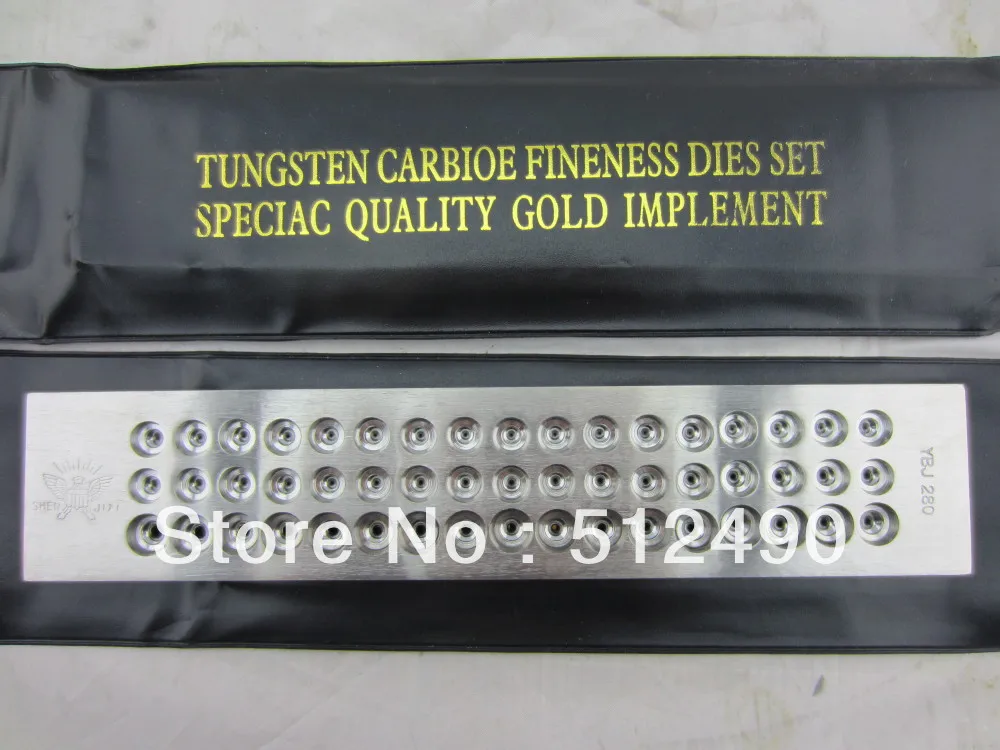 TUNGSTEN CARBIOE FINENESS DIES SET
SPECIAC QUALITY GOLD IMPLEMENT
YBJ 280
Store No : 512490